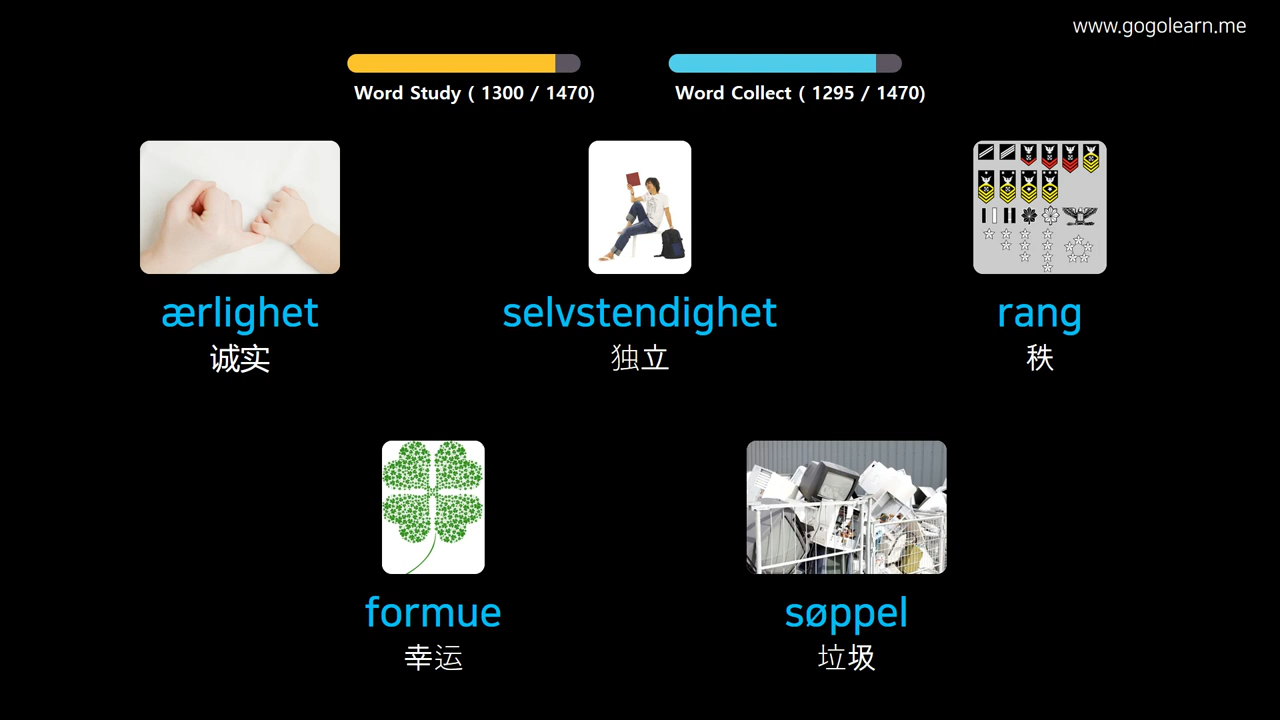 www.gogolearn.me
Word Study ( 1300 / 1470)
Word Collect ( 1295 / 1470)
ærlighet
诚实
selvstendighet
独立
rang
秩
formue
幸运
søppel
垃圾